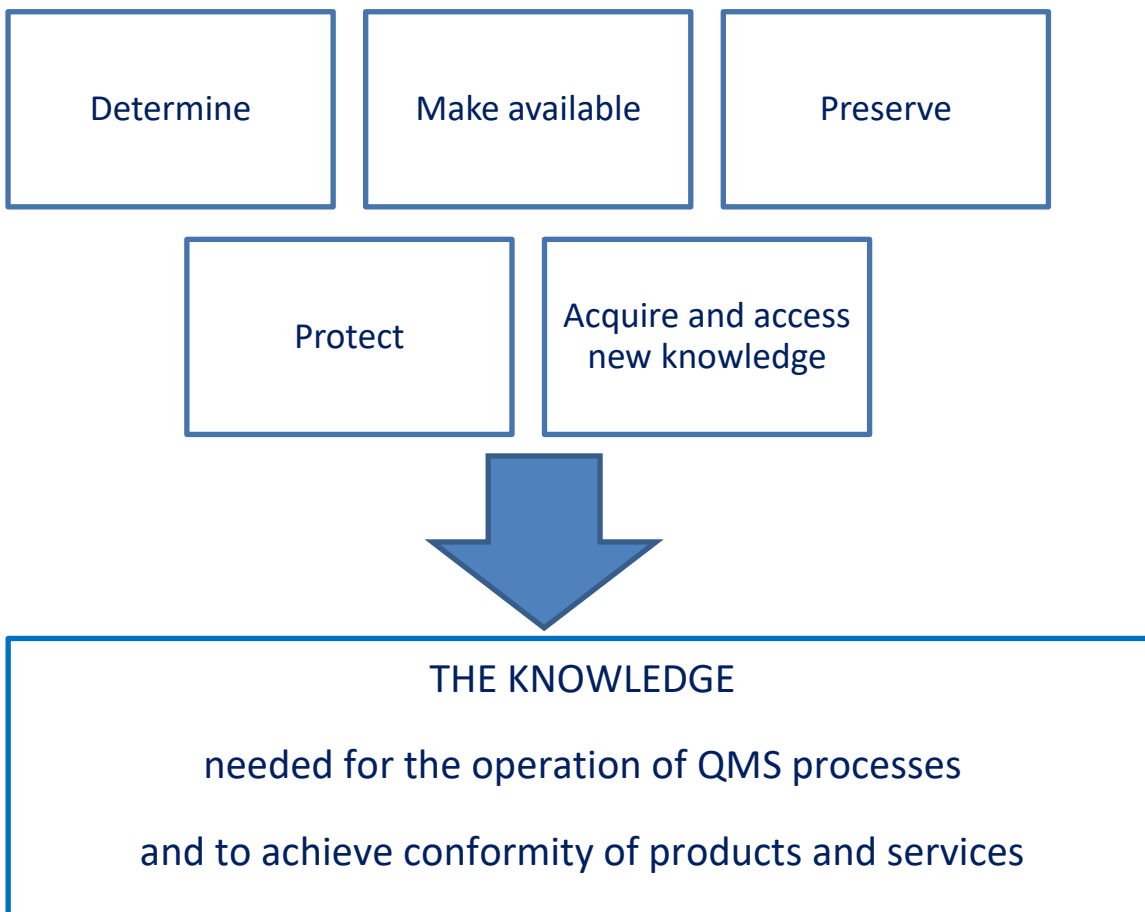 Determine
Make available
Preserve
Protect
Acquire and access
new knowledge
THE KNOWLEDGE
needed for the operation of QMS processes
and to achieve conformity of products and services